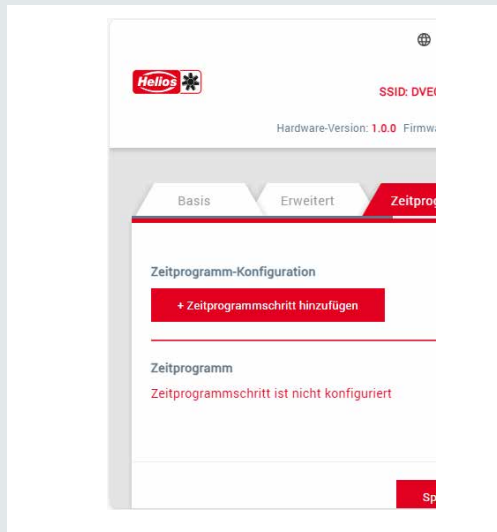 Helios
SSID: DVE
Hardware-Version: 1.0.0 Firmw
Basis
Erweitert
Zeitprog
Zeitprogramm-Konfiguration
+ Zeitprogrammschritt hinzufügen
Zeitprogramm
Zeitprogrammschritt ist nicht konfiguriert
Sp